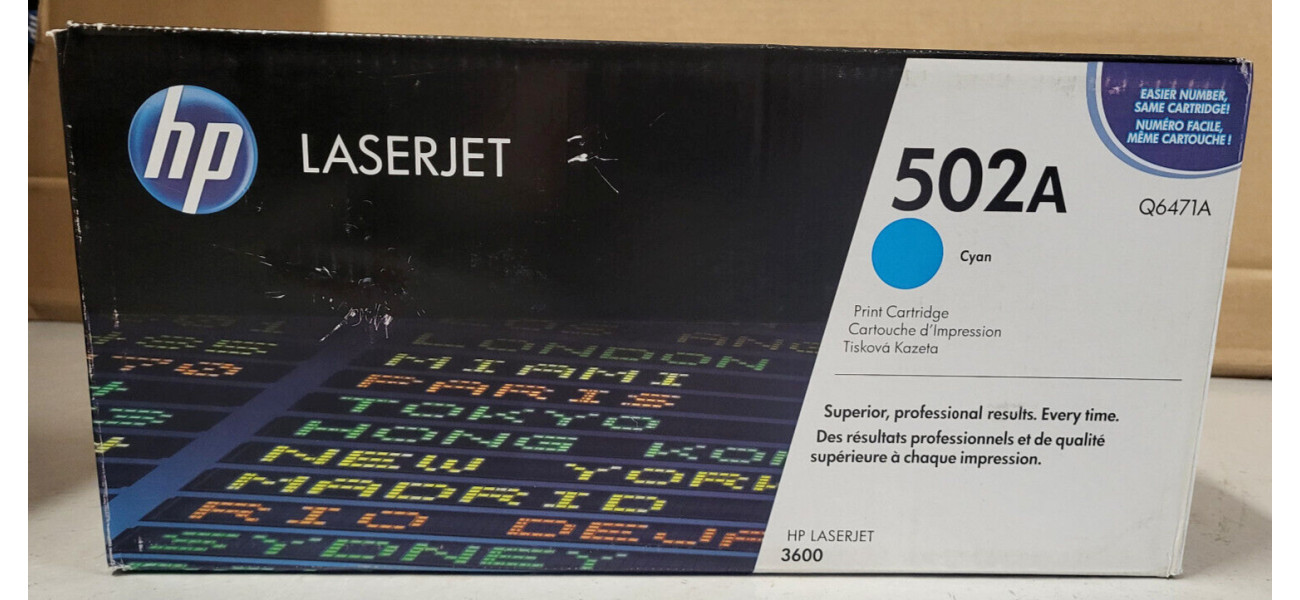 hp
LASERJET
EASIER NUMBER,
SAME CARTRIDGE!
NUMÉRO FACILE,
MÊME CARTOUCHE !
502A
Q6471A
Cyan
Print Cartridge
Cartouche d'Impression
Tisková Kazeta
Superior, professional results. Every time.
Des résultats professionnels et de qualité
supérieure à chaque impression.
HP LASERJET
3600
LONDON
MIAMI
PARIS
TOKYO
HONG KON
NEW YORK
MADRID
RIO DEJA
SYDNEY